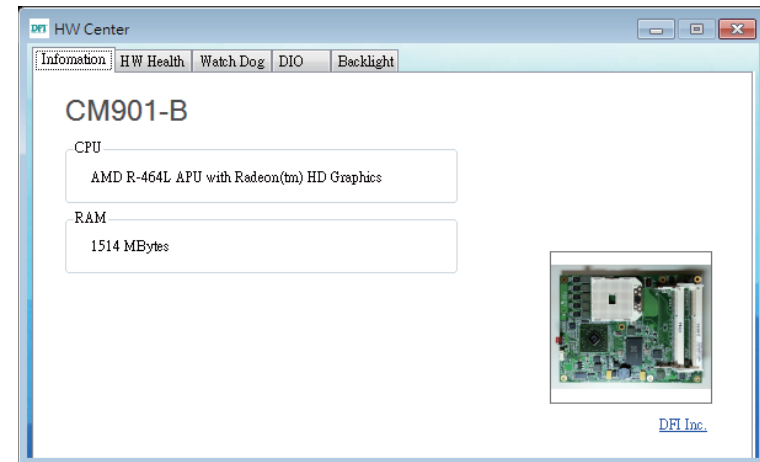 DFI HW Center
Infomation HW Health Watch Dog DIO Backlight
CM901-B
CPU
AMD R-464L APU with Radeon(tm) HD Graphics
RAM
1514 MBytes
DFI Inc.